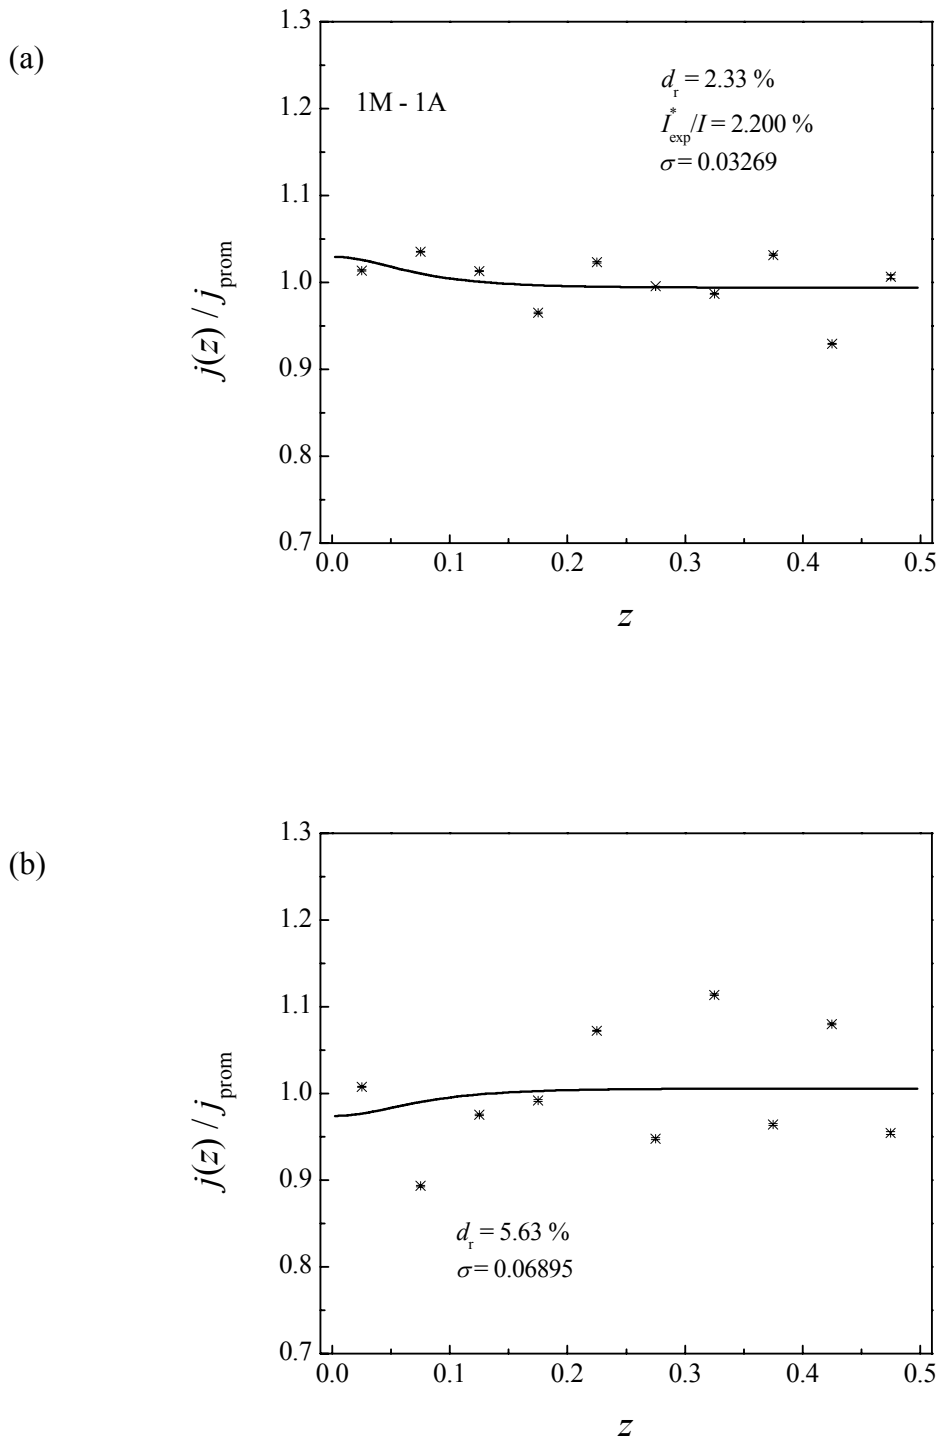 (a)
1.3
1.2
1.1
1.0
0.9
0.8
0.7
j(z) / j_prom
1M - 1A
d_r = 2.33 %
I*_exp/I = 2.200 %
σ = 0.03269
0.0 0.1 0.2 0.3 0.4 0.5
z
(b)
1.3
1.2
1.1
1.0
0.9
0.8
0.7
j(z) / j_prom
d_r = 5.63 %
σ = 0.06895
0.0 0.1 0.2 0.3 0.4 0.5
z